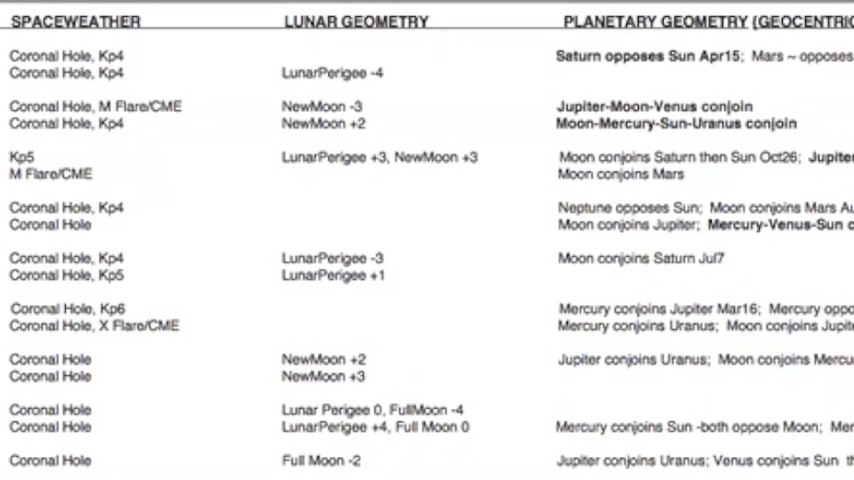 SPACEWEATHER LUNAR GEOMETRY PLANETARY GEOMETRY (GEOCENTRIC
Coronal Hole, Kp4 Saturn opposes Sun Apr15; Mars ~ opposes
Coronal Hole, Kp4 LunarPerigee -4
Coronal Hole, M Flare/CME NewMoon -3 Jupiter-Moon-Venus conjoin
Coronal Hole, Kp4 NewMoon +2 Moon-Mercury-Sun-Uranus conjoin
Kp5 LunarPerigee +3, NewMoon +3 Moon conjoins Saturn then Sun Oct26; Jupiter
M Flare/CME Moon conjoins Mars
Coronal Hole, Kp4 Neptune opposes Sun; Moon conjoins Mars Au
Coronal Hole Moon conjoins Jupiter; Mercury-Venus-Sun c
Coronal Hole, Kp4 LunarPerigee -3 Moon conjoins Saturn Jul7
Coronal Hole, Kp5 LunarPerigee +1
Coronal Hole, Kp6 Mercury conjoins Jupiter Mar16; Mercury oppo
Coronal Hole, X Flare/CME Mercury conjoins Uranus; Moon conjoins Jupite
Coronal Hole NewMoon +2 Jupiter conjoins Uranus; Moon conjoins Mercu
Coronal Hole NewMoon +3
Coronal Hole Lunar Perigee 0, FullMoon -4
Coronal Hole LunarPerigee +4, Full Moon 0 Mercury conjoins Sun -both oppose Moon; Mer
Coronal Hole Full Moon -2 Jupiter conjoins Uranus; Venus conjoins Sun th